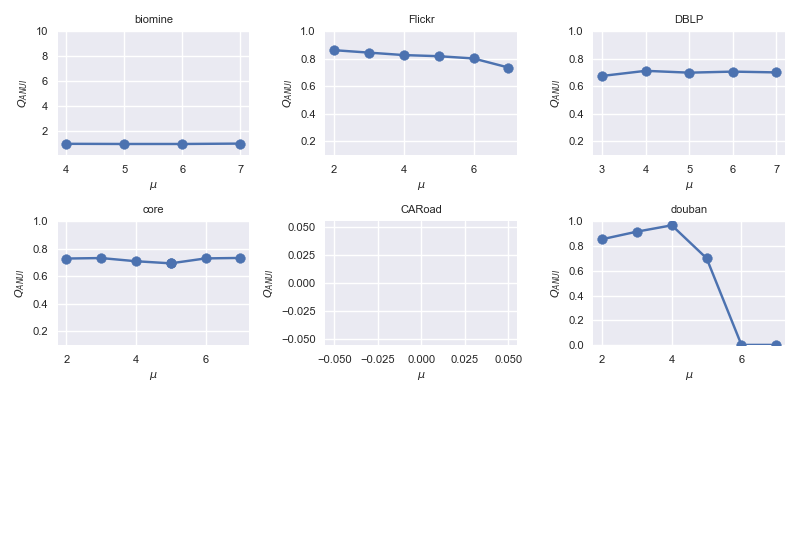 biomine
10
8
6
4
2
Q_ANUI
4 5 6 7
μ
Flickr
1.0
0.8
0.6
0.4
0.2
Q_ANUI
2 4 6
μ
DBLP
1.0
0.8
0.6
0.4
0.2
Q_ANUI
3 4 5 6 7
μ
core
1.0
0.8
0.6
0.4
0.2
Q_ANUI
2 4 6
μ
CARoad
0.050
0.025
0.000
−0.025
−0.050
Q_ANUI
−0.050 −0.025 0.000 0.025 0.050
μ
douban
1.0
0.8
0.6
0.4
0.2
0.0
Q_ANUI
2 4 6
μ